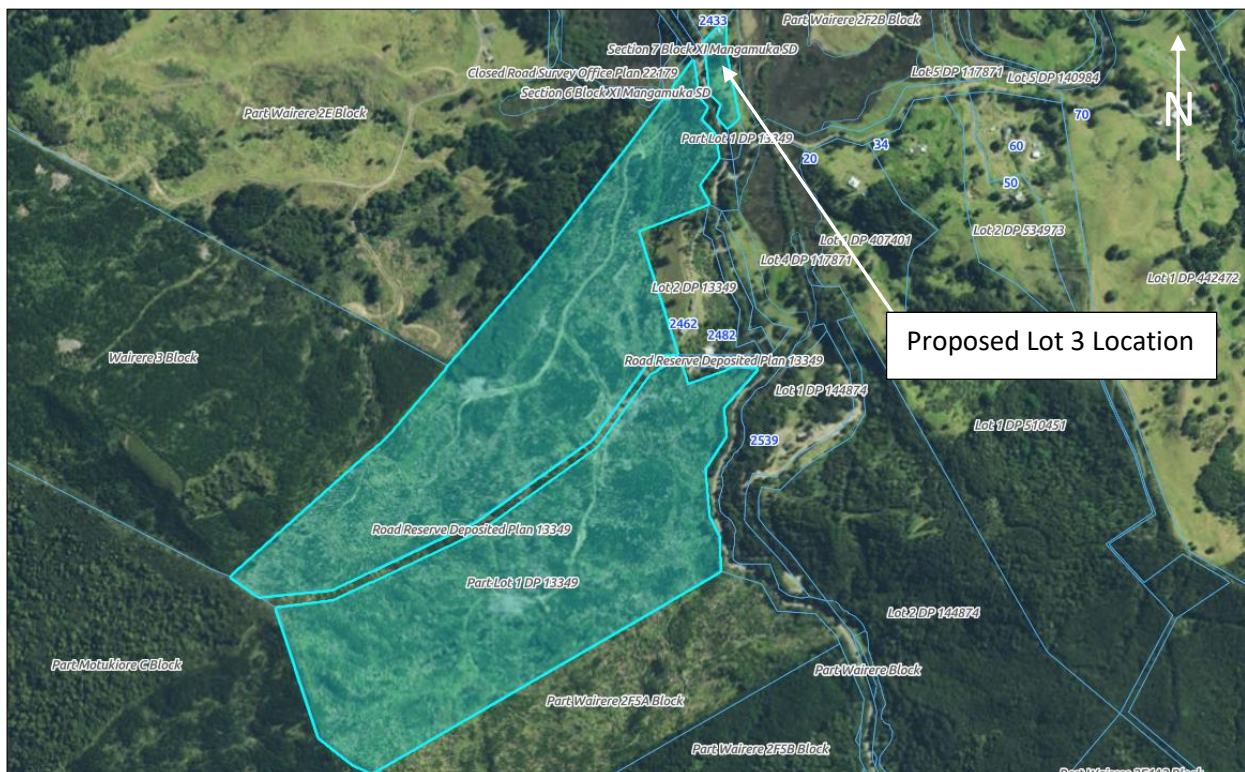 2433
Part Wairere 2F2B Block
Section 7 Block XI Mangamuka SD
Closed Road Survey Office Plan 22179
Section 6 Block XI Mangamuka SD
Lot 5 DP 117871
Lot 5 DP 140984
Part Wairere 2E Block
N
70
Part Lot 1 DP 13349
34
60
20
50
Lot 2 DP 534973
Lot 1 DP 407401
Lot 4 DP 117871
Lot 1 DP 442472
Lot 2 DP 13349
2462
2482
Proposed Lot 3 Location
Wairere 3 Block
Road Reserve Deposited Plan 13349
Lot 1 DP 144874
Lot 1 DP 510451
2539
Road Reserve Deposited Plan 13349
Part Lot 1 DP 13349
Lot 2 DP 144874
Part Motukiore C Block
Part Wairere Block
Part Wairere 2F5A Block
Part Wairere 2F5B Block